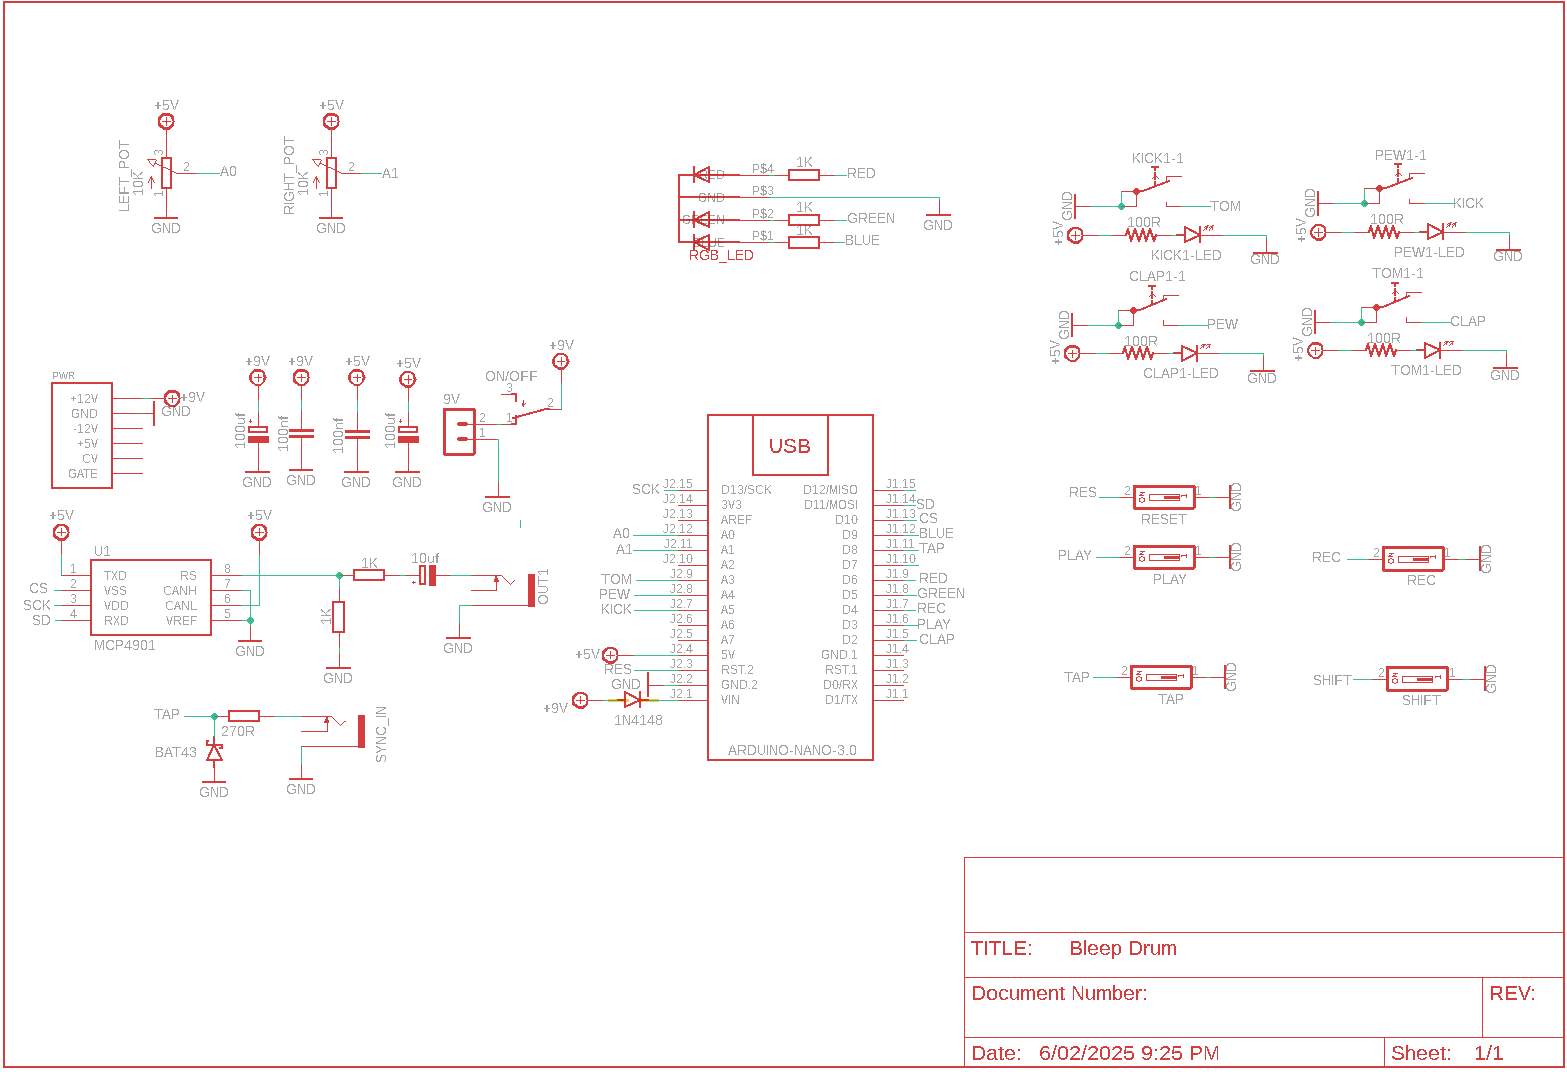 +5V
LEFT_POT
10K
3
2
1
A0
GND
+5V
RIGHT_POT
10K
3
2
1
A1
GND
RED
P$4
1K
RED
GND
P$3
GND
GREEN
P$2
1K
GREEN
BLUE
P$1
1K
BLUE
RGB_LED
KICK1-1
GND
TOM
+5V
100R
KICK1-LED
GND
PEW1-1
GND
KICK
+5V
100R
PEW1-LED
GND
CLAP1-1
GND
PEW
+5V
100R
CLAP1-LED
GND
TOM1-1
GND
CLAP
+5V
100R
TOM1-LED
GND
PWR
+12V
GND
-12V
+5V
CV
GATE
+9V
GND
+9V
100uf
GND
+9V
100nf
GND
+5V
100nf
GND
+5V
100uf
GND
9V
2
1
ON/OFF
3
1
2
+9V
GND
USB
SCK J2.15 D13/SCK
J2.14 3V3
J2.13 AREF
A0 J2.12 A0
A1 J2.11 A1
J2.10 A2
TOM J2.9 A3
PEW J2.8 A4
KICK J2.7 A5
J2.6 A6
J2.5 A7
+5V J2.4 5V
RES J2.3 RST.2
GND J2.2 GND.2
+9V J2.1 VIN
1N4148
D12/MISO J1.15
D11/MOSI J1.14 SD
D10 J1.13 CS
D9 J1.12 BLUE
D8 J1.11 TAP
D7 J1.10
D6 J1.9 RED
D5 J1.8 GREEN
D4 J1.7 REC
D3 J1.6 PLAY
D2 J1.5 CLAP
GND.1 J1.4
RST.1 J1.3
D0/RX J1.2
D1/TX J1.1
ARDUINO-NANO-3.0
RES 2 ON 1 1 GND
RESET
PLAY 2 ON 1 1 GND
PLAY
REC 2 ON 1 1 GND
REC
TAP 2 ON 1 1 GND
TAP
SHIFT 2 ON 1 1 GND
SHIFT
+5V
+5V
U1
1 TXD RS 8
CS 2 VSS CANH 7
SCK 3 VDD CANL 6
SD 4 RXD VREF 5
MCP4901
GND
1K
1K
GND
10uf
OUT1
GND
TAP
270R
BAT43
GND
SYNC_IN
GND
TITLE: Bleep Drum
Document Number:
REV:
Date: 6/02/2025 9:25 PM
Sheet: 1/1